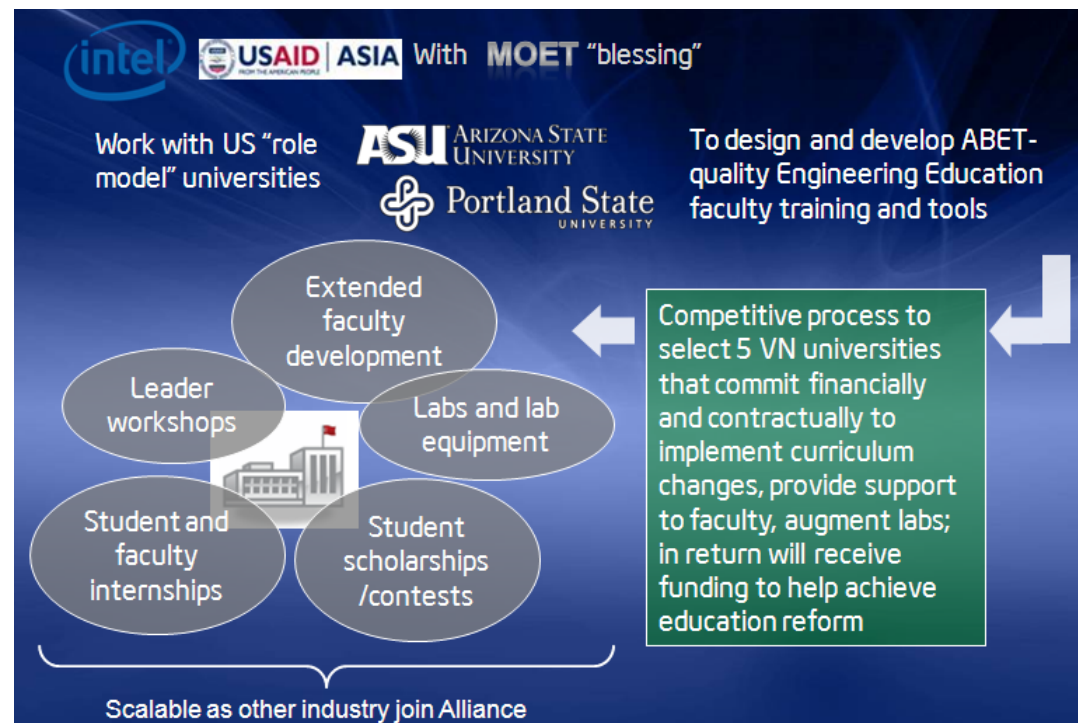 intel USAID | ASIA With MOET “blessing”
FROM THE AMERICAN PEOPLE
Work with US “role
model” universities
ASU ARIZONA STATE
UNIVERSITY
Portland State
UNIVERSITY
To design and develop ABET-
quality Engineering Education
faculty training and tools
Competitive process to
select 5 VN universities
that commit financially
and contractually to
implement curriculum
changes, provide support
to faculty, augment labs;
in return will receive
funding to help achieve
education reform
Extended
faculty
development
Leader
workshops
Labs and lab
equipment
Student and
faculty
internships
Student
scholarships
/contests
Scalable as other industry join Alliance